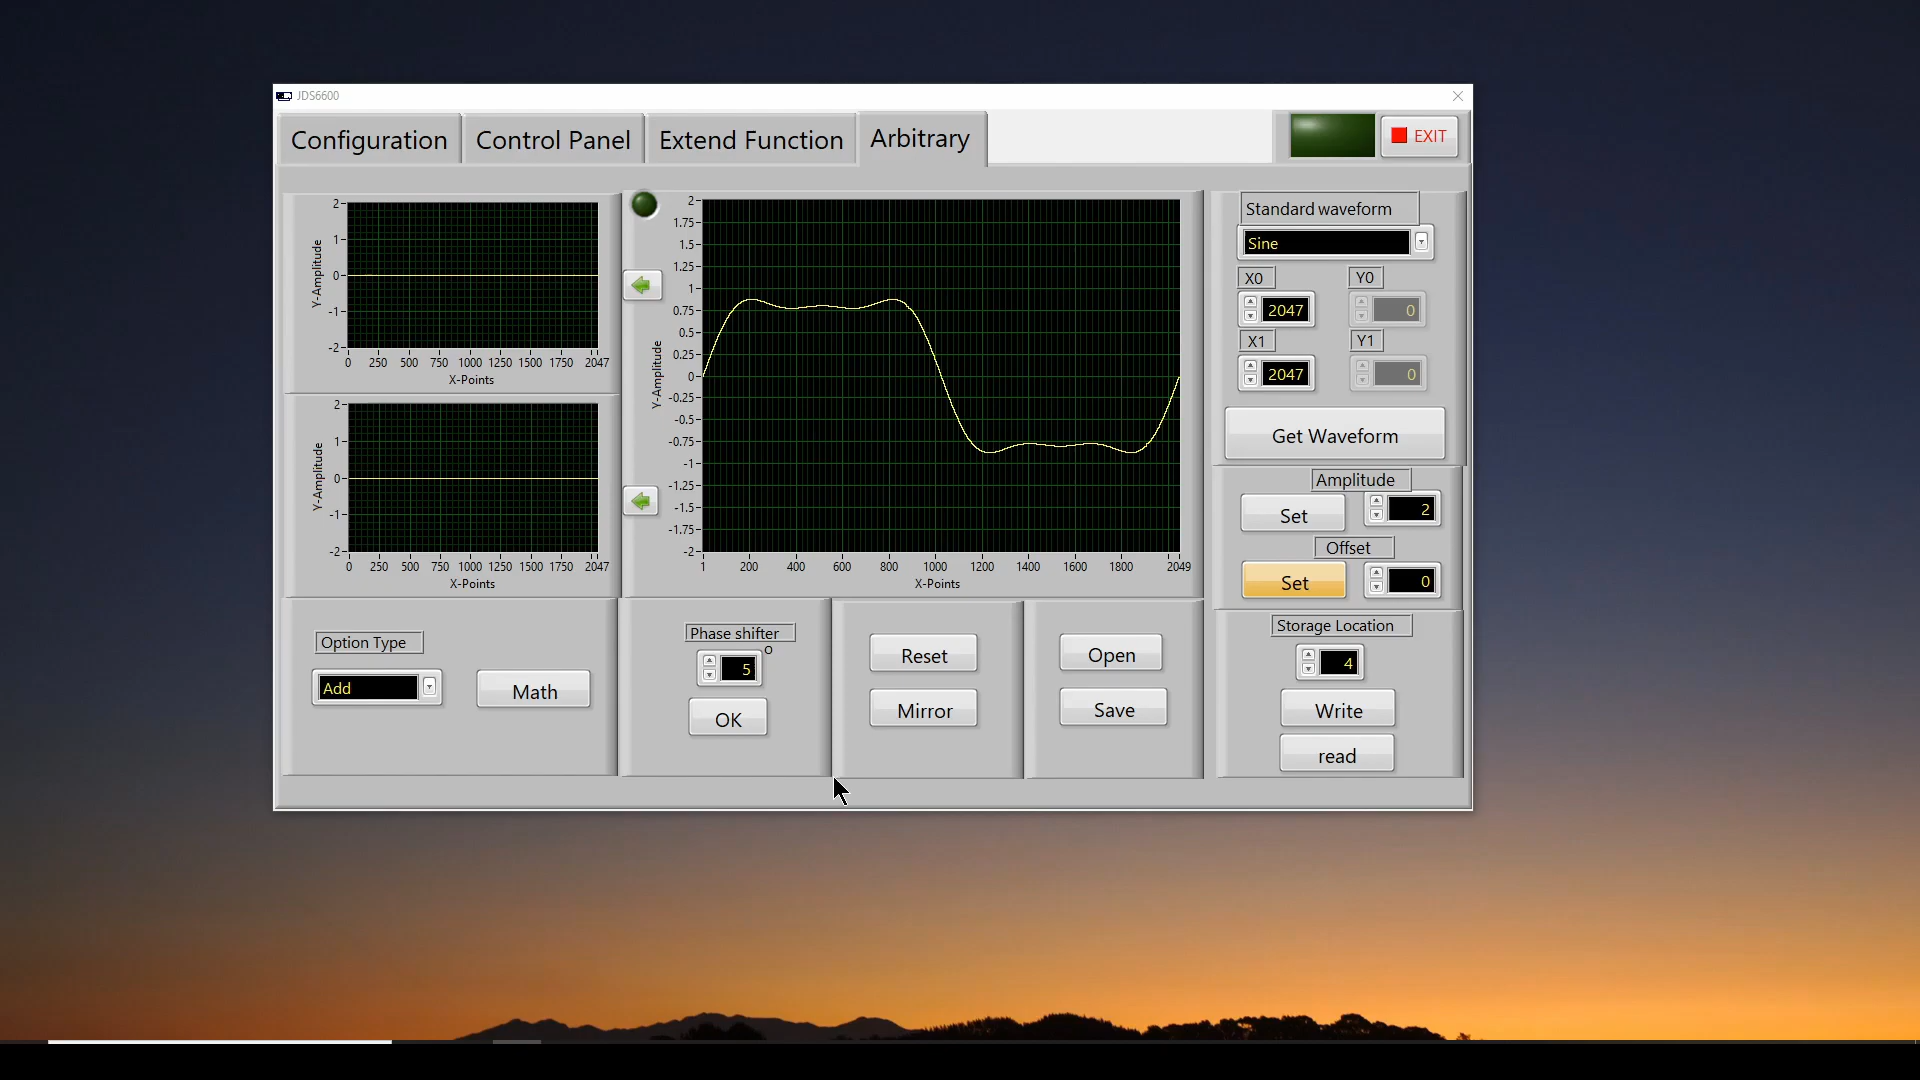 JDS6600
Configuration
Control Panel
Extend Function
Arbitrary
EXIT
2
1
0
-1
-2
Y-Amplitude
0 250 500 750 1000 1250 1500 1750 2047
X-Points
2
1
0
-1
-2
Y-Amplitude
0 250 500 750 1000 1250 1500 1750 2047
X-Points
2
1.75
1.5
1.25
1
0.75
0.5
0.25
0
-0.25
-0.5
-0.75
-1
-1.25
-1.5
-1.75
-2
Y-Amplitude
1 200 400 600 800 1000 1200 1400 1600 1800 2049
X-Points
Standard waveform
Sine
X0 Y0
2047 0
X1 Y1
2047 0
Get Waveform
Amplitude
Set 2
Offset
Set 0
Option Type
Add
Math
Phase shifter
o
5
OK
Reset
Mirror
Open
Save
Storage Location
4
Write
read